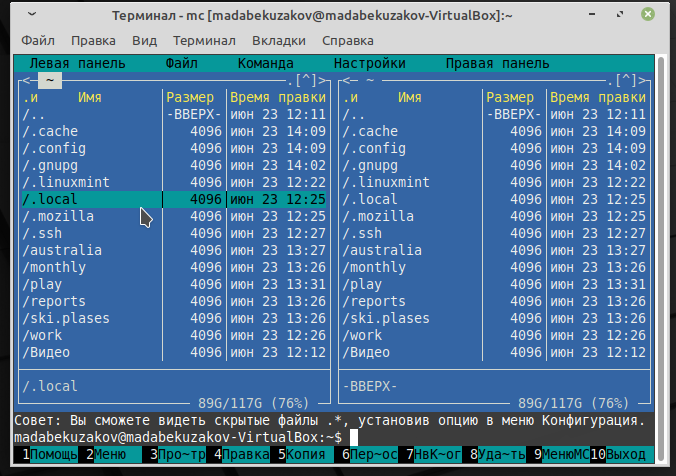 Терминал - mc [madabekuzakov@madabekuzakov-VirtualBox]:~
Файл Правка Вид Терминал Вкладки Справка
Левая панель Файл Команда Настройки Правая панель
<─ ~ .[^]> <─ ~ .[^]>
.и Имя Размер Время правки .и Имя Размер Время правки
/.. -ВВЕРХ- июн 23 12:11 /.. -ВВЕРХ- июн 23 12:11
/.cache 4096 июн 23 14:09 /.cache 4096 июн 23 14:09
/.config 4096 июн 23 14:09 /.config 4096 июн 23 14:09
/.gnupg 4096 июн 23 14:02 /.gnupg 4096 июн 23 14:02
/.linuxmint 4096 июн 23 12:22 /.linuxmint 4096 июн 23 12:22
/.local 4096 июн 23 12:25 /.local 4096 июн 23 12:25
/.mozilla 4096 июн 23 12:25 /.mozilla 4096 июн 23 12:25
/.ssh 4096 июн 23 12:27 /.ssh 4096 июн 23 12:27
/australia 4096 июн 23 13:27 /australia 4096 июн 23 13:27
/monthly 4096 июн 23 13:26 /monthly 4096 июн 23 13:26
/play 4096 июн 23 13:31 /play 4096 июн 23 13:31
/reports 4096 июн 23 13:26 /reports 4096 июн 23 13:26
/ski.plases 4096 июн 23 13:26 /ski.plases 4096 июн 23 13:26
/work 4096 июн 23 12:26 /work 4096 июн 23 12:26
/Видео 4096 июн 23 12:12 /Видео 4096 июн 23 12:12
/.local -ВВЕРХ-
89G/117G (76%) 89G/117G (76%)
Совет: Вы сможете видеть скрытые файлы .*, установив опцию в меню Конфигурация.
madabekuzakov@madabekuzakov-VirtualBox:~$
1Помощь 2Меню 3Про~тр 4Правка 5Копия 6Пер~ос 7НвК~ог 8Уда~ть 9МенюMC 10Выход